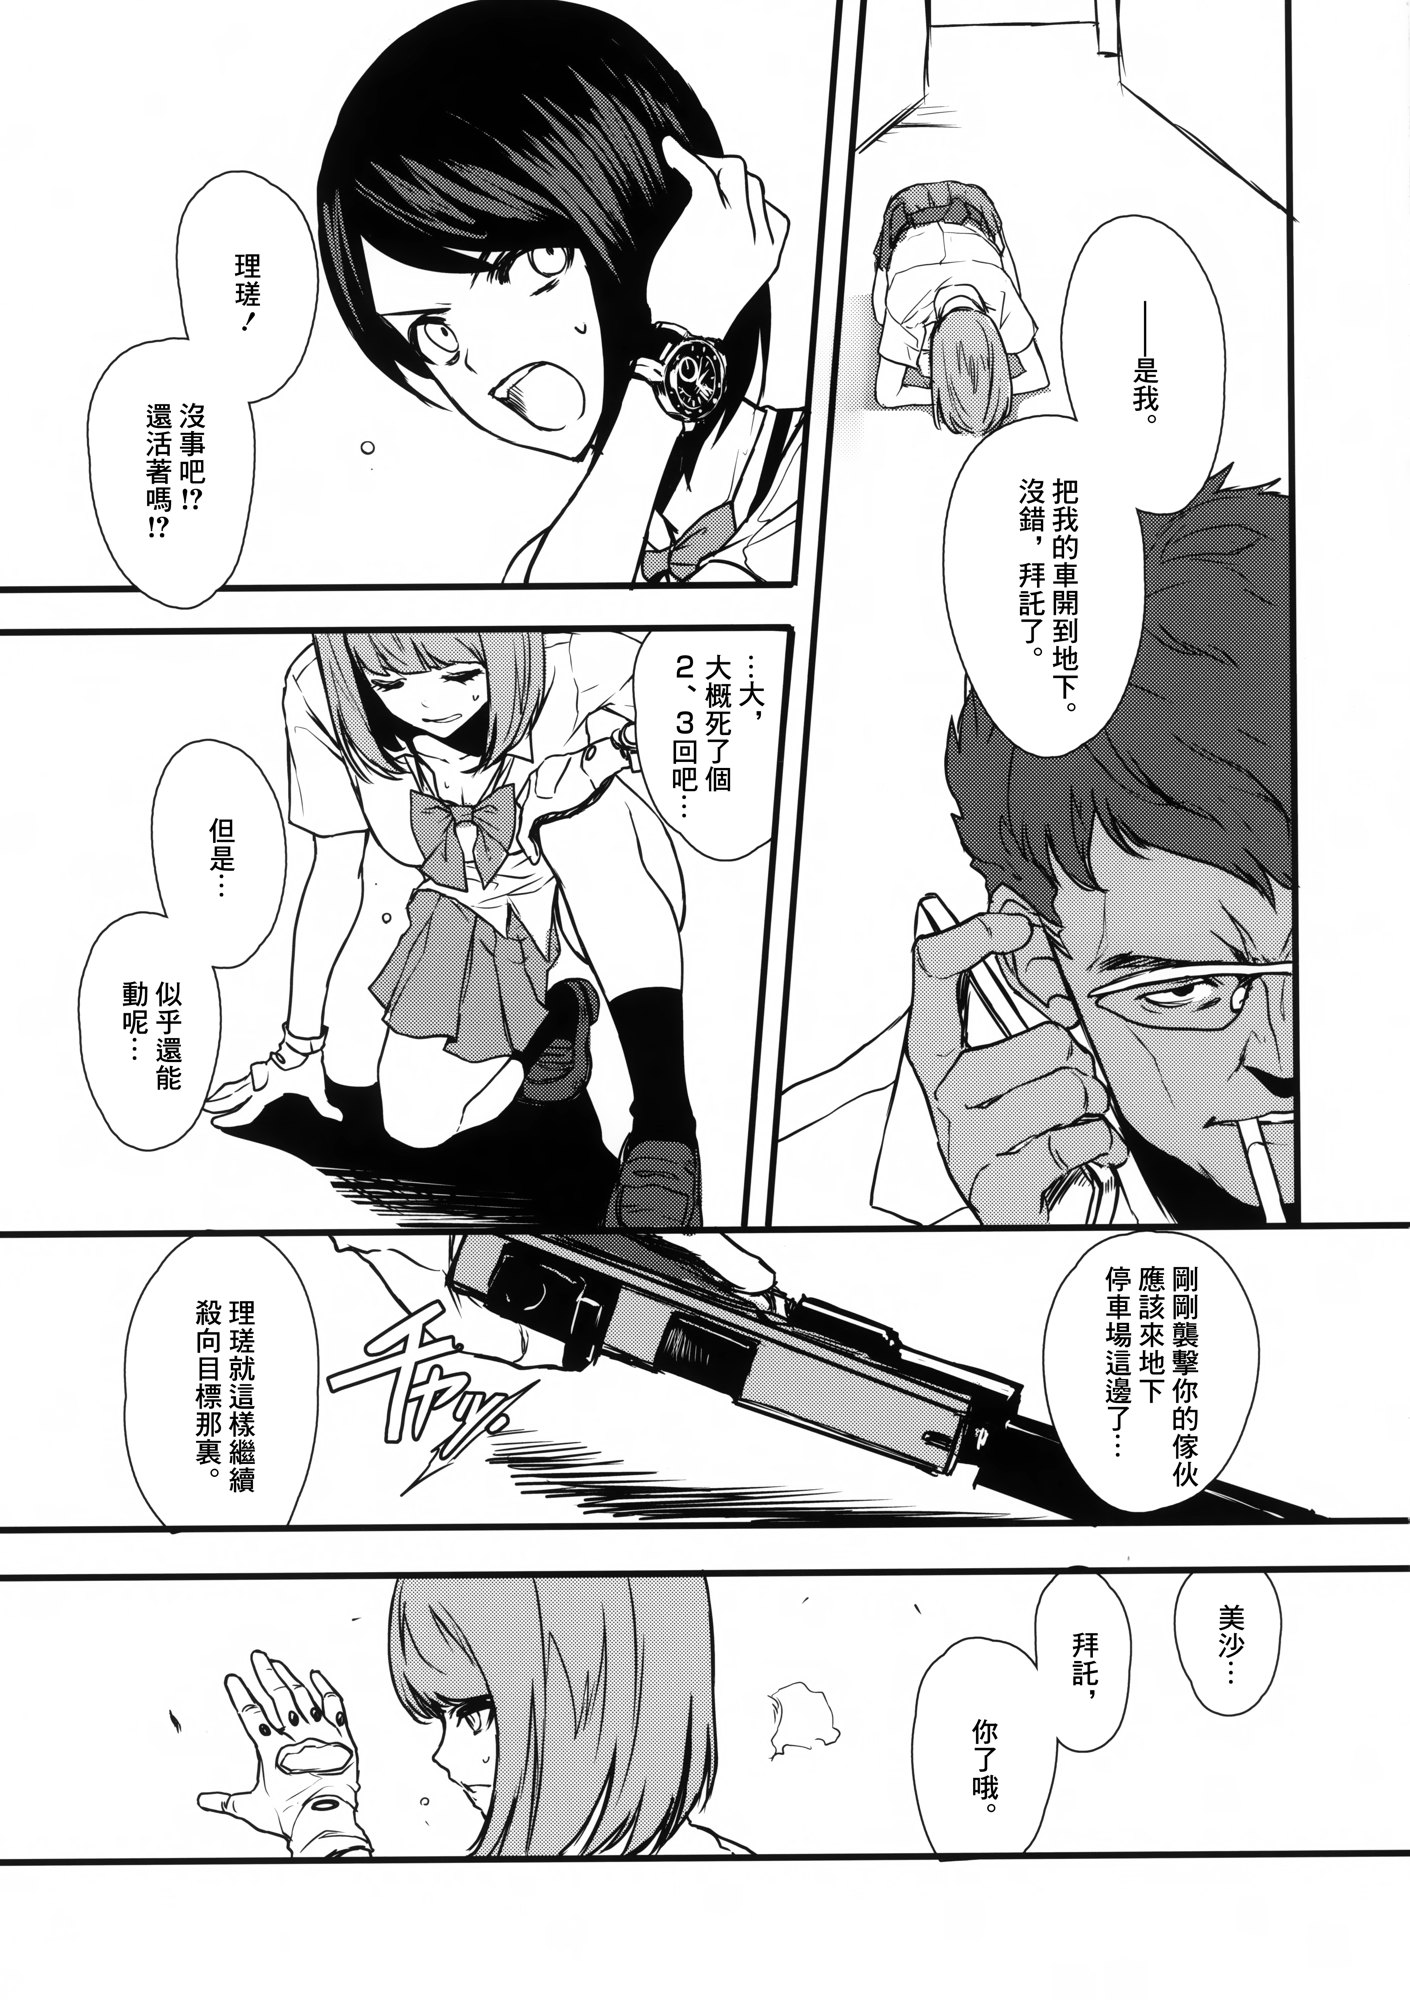 ──是我。
把我的車開到地下。
沒錯，拜託了。
理瑳！
沒事吧!?
還活著嗎!?
…大，
大概死了個
2、3回吧…
但是…
似乎還能
動呢…
剛剛襲擊你的傢伙
應該來地下
停車場這邊了…
チャッ
理瑳就這樣繼續
殺向目標那裏。
美沙…
拜託，
你了哦。